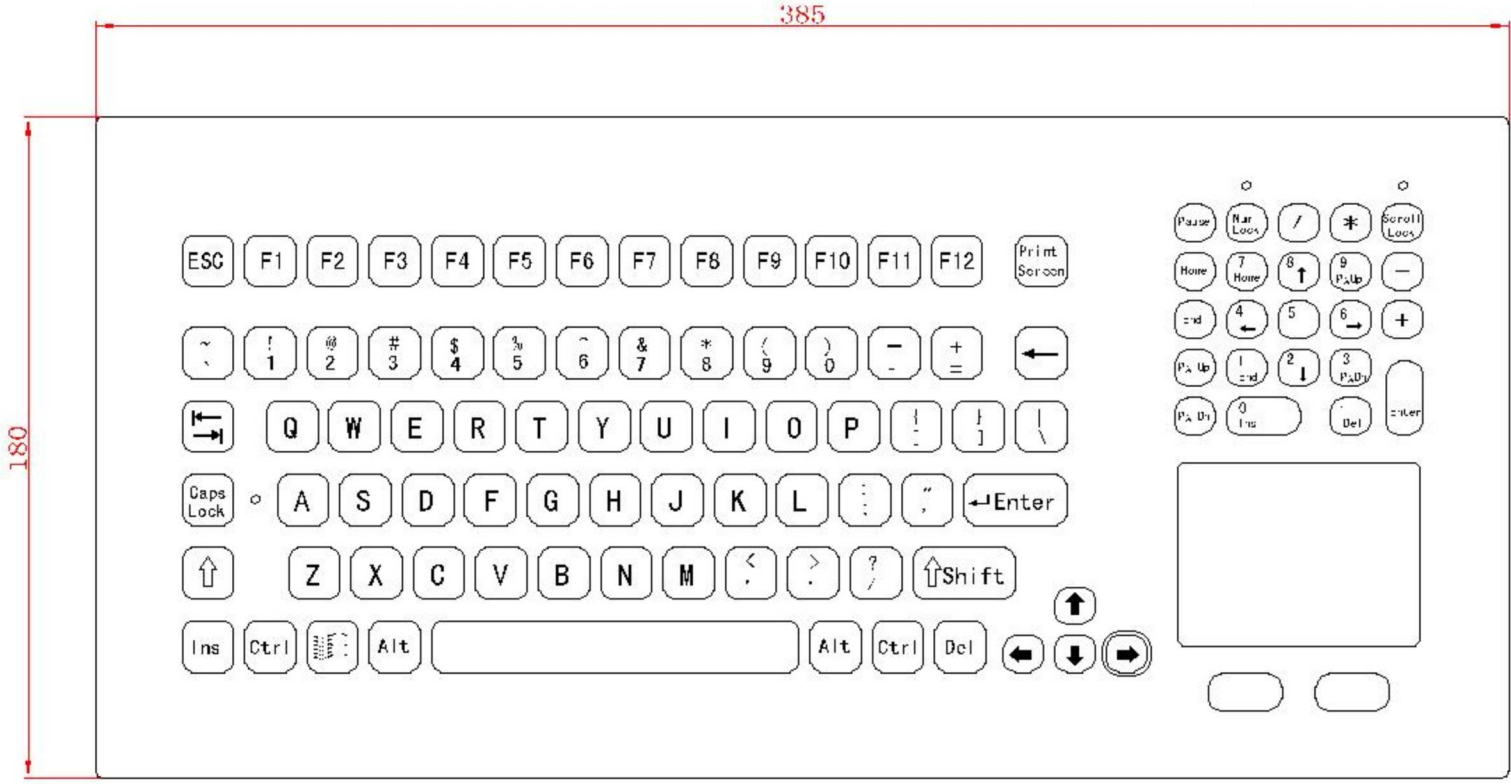 385
180
ESC F1 F2 F3 F4 F5 F6 F7 F8 F9 F10 F11 F12 Print
Screen
~ ! @ # $ % ^ & * ( ) — +
` 1 2 3 4 5 6 7 8 9 0 - =
Q W E R T Y U I O P { } |
[ ] \
Caps
Lock A S D F G H J K L : " Enter
; '
Z X C V B N M < > ? Shift
, . /
Ins Ctrl Alt Alt Ctrl Del
Pause Num
Lock / * Scroll
Lock
Home 7
Home 8 9
PgUp —
End 4 5 6 +
Pg Up 1
End 2 3
PgDn
Pg Dn 0
Ins .
Del Enter